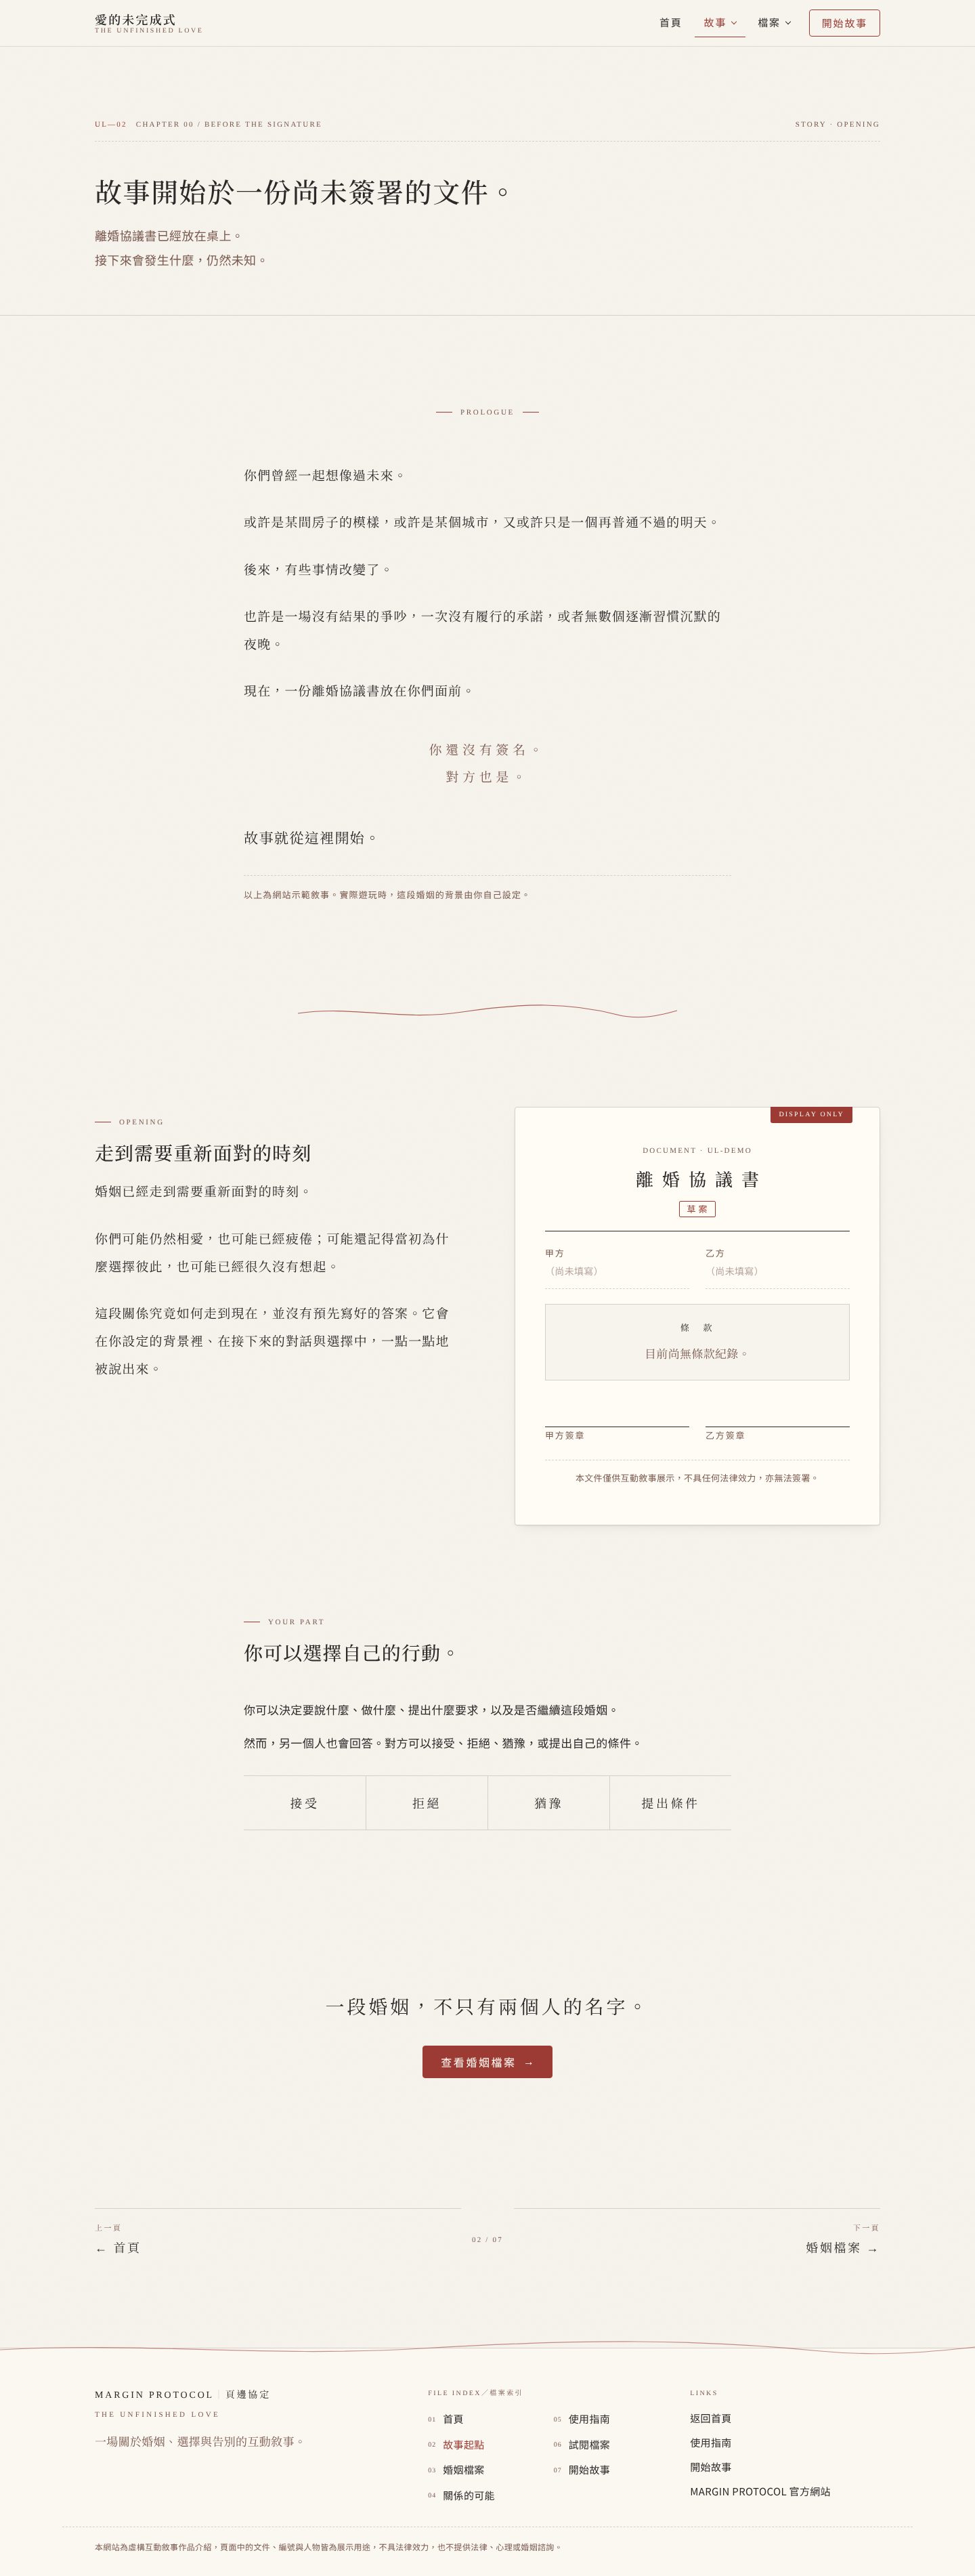 愛的未完成式
THE UNFINISHED LOVE
首頁
故事
檔案
開始故事
UL—02 CHAPTER 00 / BEFORE THE SIGNATURE
STORY · OPENING
故事開始於一份尚未簽署的文件。
離婚協議書已經放在桌上。
接下來會發生什麼,仍然未知。
PROLOGUE
你們曾經一起想像過未來。
或許是某間房子的模樣,或許是某個城市,又或許只是一個再普通不過的明天。
後來,有些事情改變了。
也許是一場沒有結果的爭吵,一次沒有履行的承諾,或者無數個逐漸習慣沉默的
夜晚。
現在,一份離婚協議書放在你們面前。
你還沒有簽名。
對方也是。
故事就從這裡開始。
以上為網站示範敘事。實際遊玩時,這段婚姻的背景由你自己設定。
OPENING
走到需要重新面對的時刻
婚姻已經走到需要重新面對的時刻。
你們可能仍然相愛,也可能已經疲倦;可能還記得當初為什
麼選擇彼此,也可能已經很久沒有想起。
這段關係究竟如何走到現在,並沒有預先寫好的答案。它會
在你設定的背景裡、在接下來的對話與選擇中,一點一點地
被說出來。
DISPLAY ONLY
DOCUMENT · UL-DEMO
離婚協議書
草案
甲方
(尚未填寫)
乙方
(尚未填寫)
條 款
目前尚無條款紀錄。
甲方簽章
乙方簽章
本文件僅供互動敘事展示,不具任何法律效力,亦無法簽署。
YOUR PART
你可以選擇自己的行動。
你可以決定要說什麼、做什麼、提出什麼要求,以及是否繼續這段婚姻。
然而,另一個人也會回答。對方可以接受、拒絕、猶豫,或提出自己的條件。
接受
拒絕
猶豫
提出條件
一段婚姻,不只有兩個人的名字。
查看婚姻檔案 →
上一頁
← 首頁
02 / 07
下一頁
婚姻檔案 →
MARGIN PROTOCOL | 頁邊協定
THE UNFINISHED LOVE
一場關於婚姻、選擇與告別的互動敘事。
FILE INDEX/檔案索引
01 首頁
02 故事起點
03 婚姻檔案
04 關係的可能
05 使用指南
06 試閱檔案
07 開始故事
LINKS
返回首頁
使用指南
開始故事
MARGIN PROTOCOL 官方網站
本網站為虛構互動敘事作品介紹,頁面中的文件、編號與人物皆為展示用途,不具法律效力,也不提供法律、心理或婚姻諮詢。